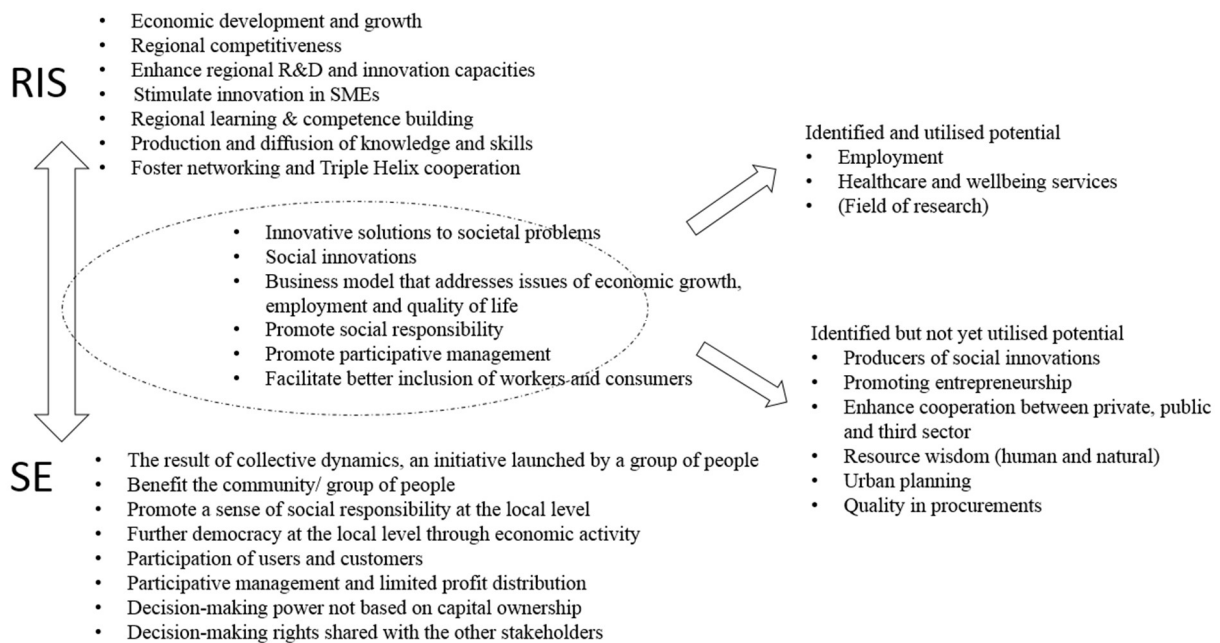 RIS
• Economic development and growth
• Regional competitiveness
• Enhance regional R&D and innovation capacities
• Stimulate innovation in SMEs
• Regional learning & competence building
• Production and diffusion of knowledge and skills
• Foster networking and Triple Helix cooperation
• Innovative solutions to societal problems
• Social innovations
• Business model that addresses issues of economic growth,
employment and quality of life
• Promote social responsibility
• Promote participative management
• Facilitate better inclusion of workers and consumers
SE
• The result of collective dynamics, an initiative launched by a group of people
• Benefit the community/ group of people
• Promote a sense of social responsibility at the local level
• Further democracy at the local level through economic activity
• Participation of users and customers
• Participative management and limited profit distribution
• Decision-making power not based on capital ownership
• Decision-making rights shared with the other stakeholders
Identified and utilised potential
• Employment
• Healthcare and wellbeing services
• (Field of research)
Identified but not yet utilised potential
• Producers of social innovations
• Promoting entrepreneurship
• Enhance cooperation between private, public
and third sector
• Resource wisdom (human and natural)
• Urban planning
• Quality in procurements